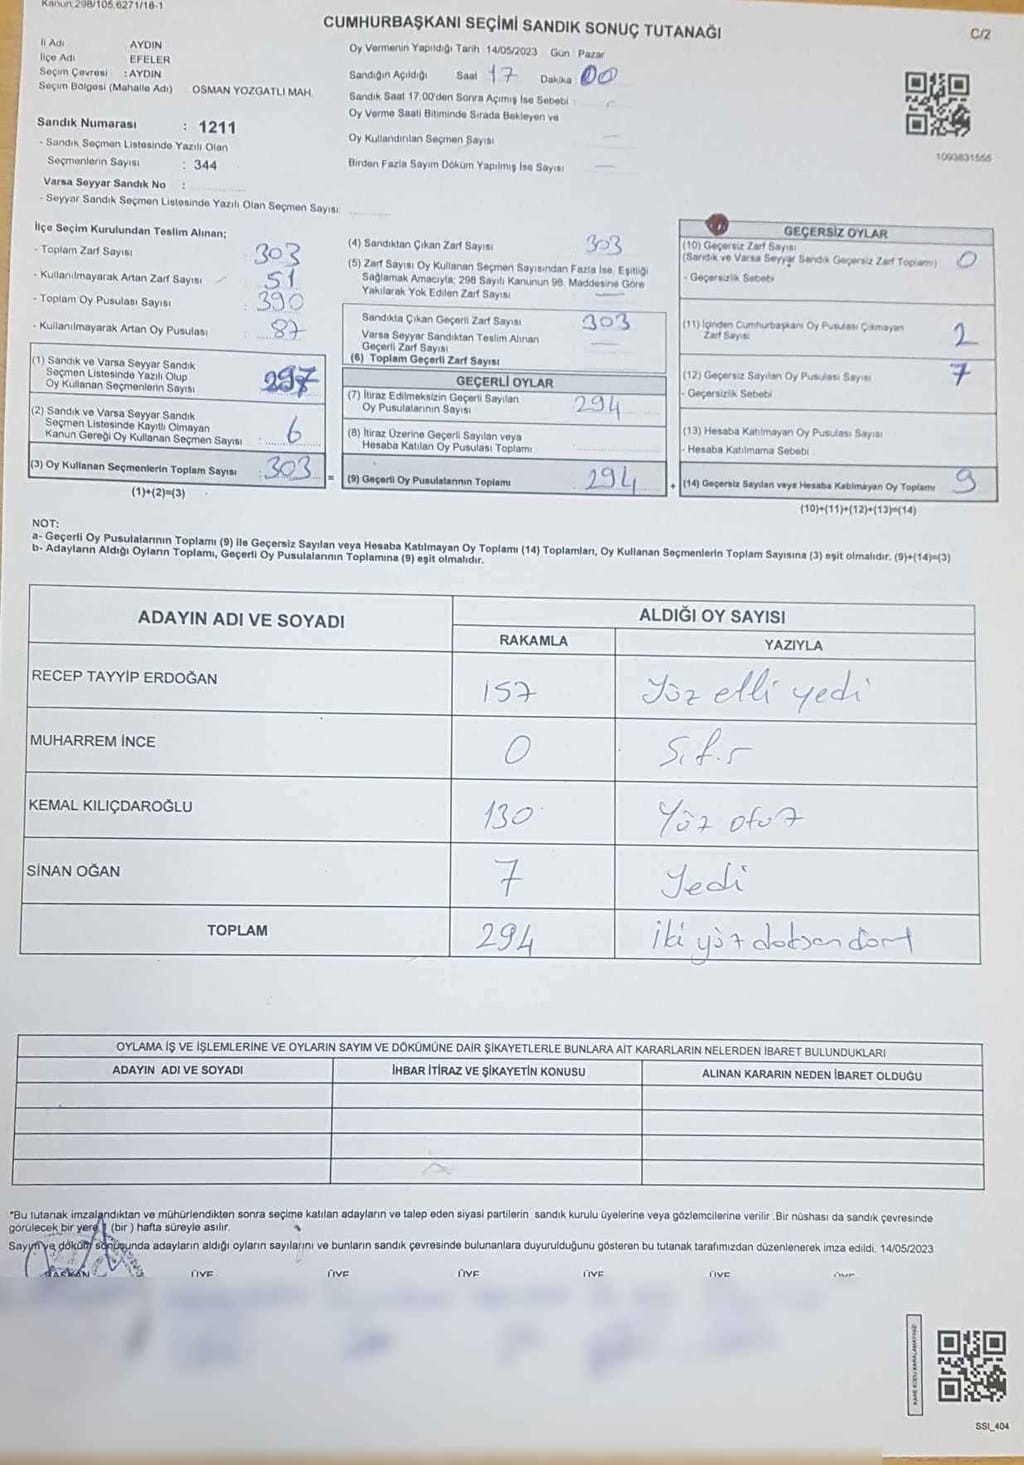 Kanun:298/105,6271/18-1
CUMHURBAŞKANI SEÇİMİ SANDIK SONUÇ TUTANAĞI
C/2
İl Adı AYDIN
İlçe Adı : EFELER
Seçim Çevresi : AYDIN
Seçim Bölgesi (Mahalle Adı) OSMAN YOZGATLI MAH.
Sandık Numarası : 1211
- Sandık Seçmen Listesinde Yazılı Olan
Seçmenlerin Sayısı : 344
Varsa Seyyar Sandık No :
- Seyyar Sandık Seçmen Listesinde Yazılı Olan Seçmen Sayısı:
Oy Vermenin Yapıldığı Tarih 14/05/2023 Gün : Pazar
Sandığın Açıldığı Saat 17 Dakika : 00
Sandık Saat 17.00'den Sonra Açımış İse Sebebi
Oy Verme Saati Bitiminde Sırada Bekleyen ve
Oy Kullandırılan Seçmen Sayısı
Birden Fazla Sayım Döküm Yapılmış İse Sayısı
1093831555
İlçe Seçim Kurulundan Teslim Alınan;
- Toplam Zarf Sayısı 303
- Kullanılmayarak Artan Zarf Sayısı 51
- Toplam Oy Pusulası Sayısı : 390
- Kullanılmayarak Artan Oy Pusulası : 87
(1) Sandık ve Varsa Seyyar Sandık
Seçmen Listesinde Yazılı Olup
Oy Kullanan Seçmenlerin Sayısı 297
(2) Sandık ve Varsa Seyyar Sandık
Seçmen Listesinde Kayıtlı Olmayan
Kanun Gereği Oy Kullanan Seçmen Sayısı : 6
(3) Oy Kullanan Seçmenlerin Toplam Sayısı : 303 =
(1)+(2)=(3)
(4) Sandıktan Çıkan Zarf Sayısı 303
(5) Zarf Sayısı Oy Kullanan Seçmen Sayısından Fazla İse, Eşitliği
Sağlamak Amacıyla; 298 Sayılı Kanunun 98. Maddesine Göre
Yakılarak Yok Edilen Zarf Sayısı
Sandıkta Çıkan Geçerli Zarf Sayısı 303
Varsa Seyyar Sandıktan Teslim Alınan
Geçerli Zarf Sayısı
(6) Toplam Geçerli Zarf Sayısı
GEÇERLİ OYLAR
(7) İtiraz Edilmeksizin Geçerli Sayılan
Oy Pusulalarının Sayısı 294
(8) İtiraz Üzerine Geçerli Sayılan veya
Hesaba Katılan Oy Pusulası Toplamı
(9) Geçerli Oy Pusulalarının Toplamı 294 +
GEÇERSİZ OYLAR
(10) Geçersiz Zarf Sayısı
(Sandık ve Varsa Seyyar Sandık Geçersiz Zarf Toplamı) 0
- Geçersizlik Sebebi
(11) İçinden Cumhurbaşkanı Oy Pusulası Çıkmayan
Zarf Sayısı 2
(12) Geçersiz Sayılan Oy Pusulası Sayısı 7
- Geçersizlik Sebebi
(13) Hesaba Katılmayan Oy Pusulası Sayısı
- Hesaba Katılmama Sebebi
(14) Geçersiz Sayılan veya Hesaba Katılmayan Oy Toplamı 9
(10)+(11)+(12)+(13)=(14)
NOT:
a- Geçerli Oy Pusulalarının Toplamı (9) ile Geçersiz Sayılan veya Hesaba Katılmayan Oy Toplamı (14) Toplamları, Oy Kullanan Seçmenlerin Toplam Sayısına (3) eşit olmalıdır. (9)+(14)=(3)
b- Adayların Aldığı Oyların Toplamı, Geçerli Oy Pusulalarının Toplamına (9) eşit olmalıdır.
ADAYIN ADI VE SOYADI ALDIĞI OY SAYISI
RAKAMLA YAZIYLA
RECEP TAYYİP ERDOĞAN 157 Yüz elli yedi
MUHARREM İNCE 0 Sıfır
KEMAL KILIÇDAROĞLU 130 Yüz otuz
SİNAN OĞAN 7 Yedi
TOPLAM 294 iki yüz doksan dört
OYLAMA İŞ VE İŞLEMLERİNE VE OYLARIN SAYIM VE DÖKÜMÜNE DAİR ŞİKAYETLERLE BUNLARA AİT KARARLARIN NELERDEN İBARET BULUNDUKLARI
ADAYIN ADI VE SOYADI İHBAR İTİRAZ VE ŞİKAYETİN KONUSU ALINAN KARARIN NEDEN İBARET OLDUĞU
*Bu tutanak imzalandıktan ve mühürlendikten sonra seçime katılan adayların ve talep eden siyasi partilerin sandık kurulu üyelerine veya gözlemcilerine verilir .Bir nüshası da sandık çevresinde
görülecek bir yere 1 (bir ) hafta süreyle asılır.
Sayım ve döküm sonucunda adayların aldığı oyların sayılarını ve bunların sandık çevresinde bulunanlara duyurulduğunu gösteren bu tutanak tarafımızdan düzenlenerek imza edildi. 14/05/2023
BAŞKAN ÜYE ÜYE ÜYE ÜYE ÜYE
KARE KODU KARALAMAYINIZ!
SSI_404